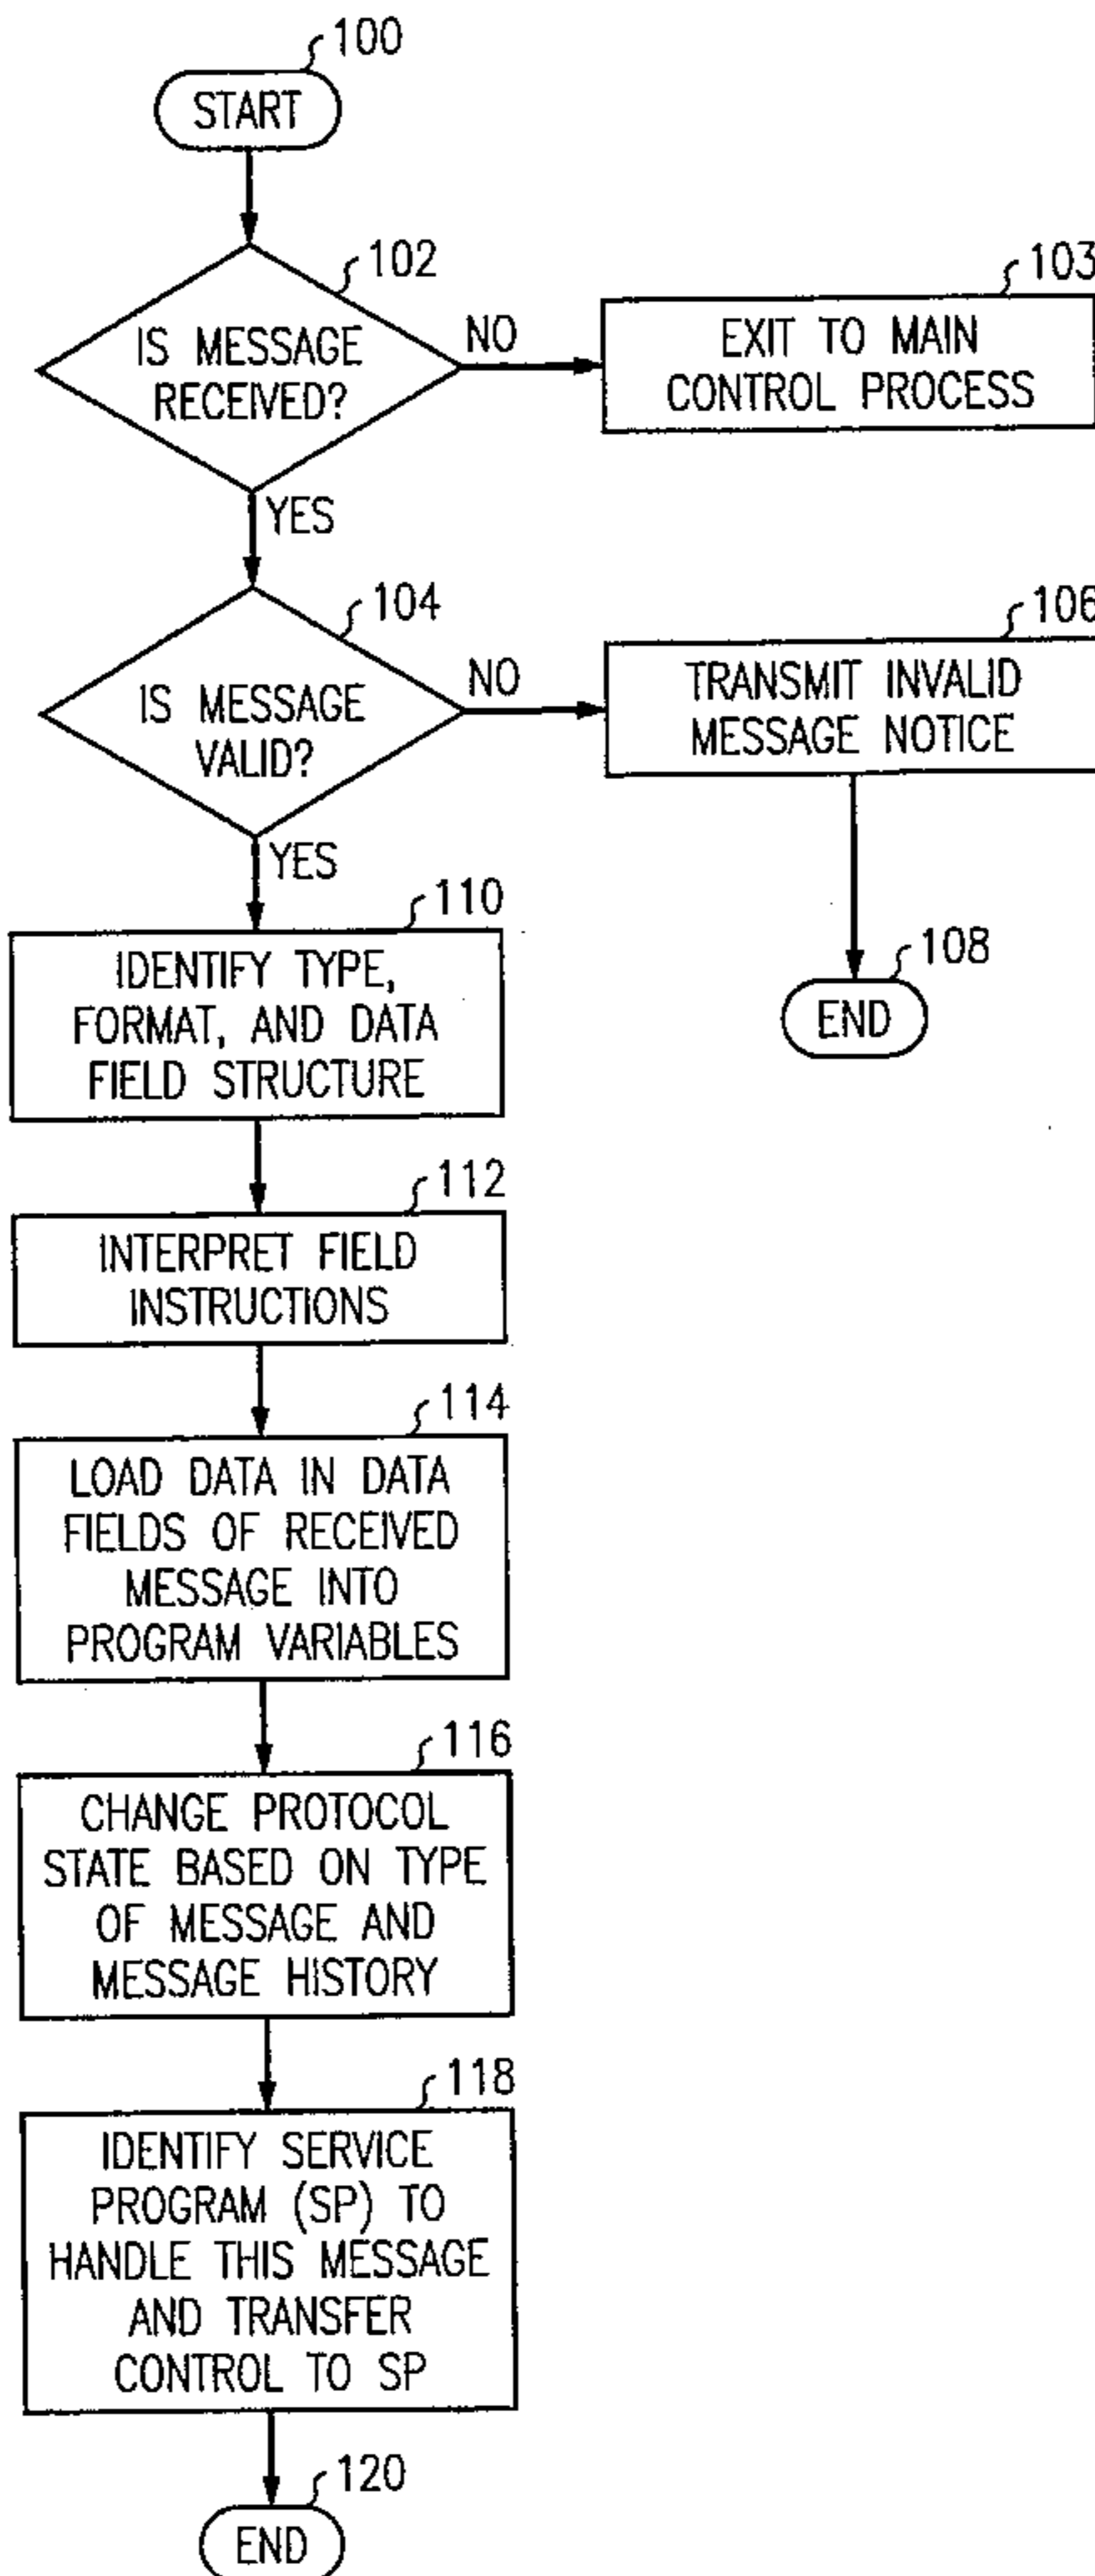 100
START
102
IS MESSAGE
RECEIVED?
NO
103
EXIT TO MAIN
CONTROL PROCESS
YES
104
IS MESSAGE
VALID?
NO
106
TRANSMIT INVALID
MESSAGE NOTICE
108
END
YES
110
IDENTIFY TYPE,
FORMAT, AND DATA
FIELD STRUCTURE
112
INTERPRET FIELD
INSTRUCTIONS
114
LOAD DATA IN DATA
FIELDS OF RECEIVED
MESSAGE INTO
PROGRAM VARIABLES
116
CHANGE PROTOCOL
STATE BASED ON TYPE
OF MESSAGE AND
MESSAGE HISTORY
118
IDENTIFY SERVICE
PROGRAM (SP) TO
HANDLE THIS MESSAGE
AND TRANSFER
CONTROL TO SP
120
END